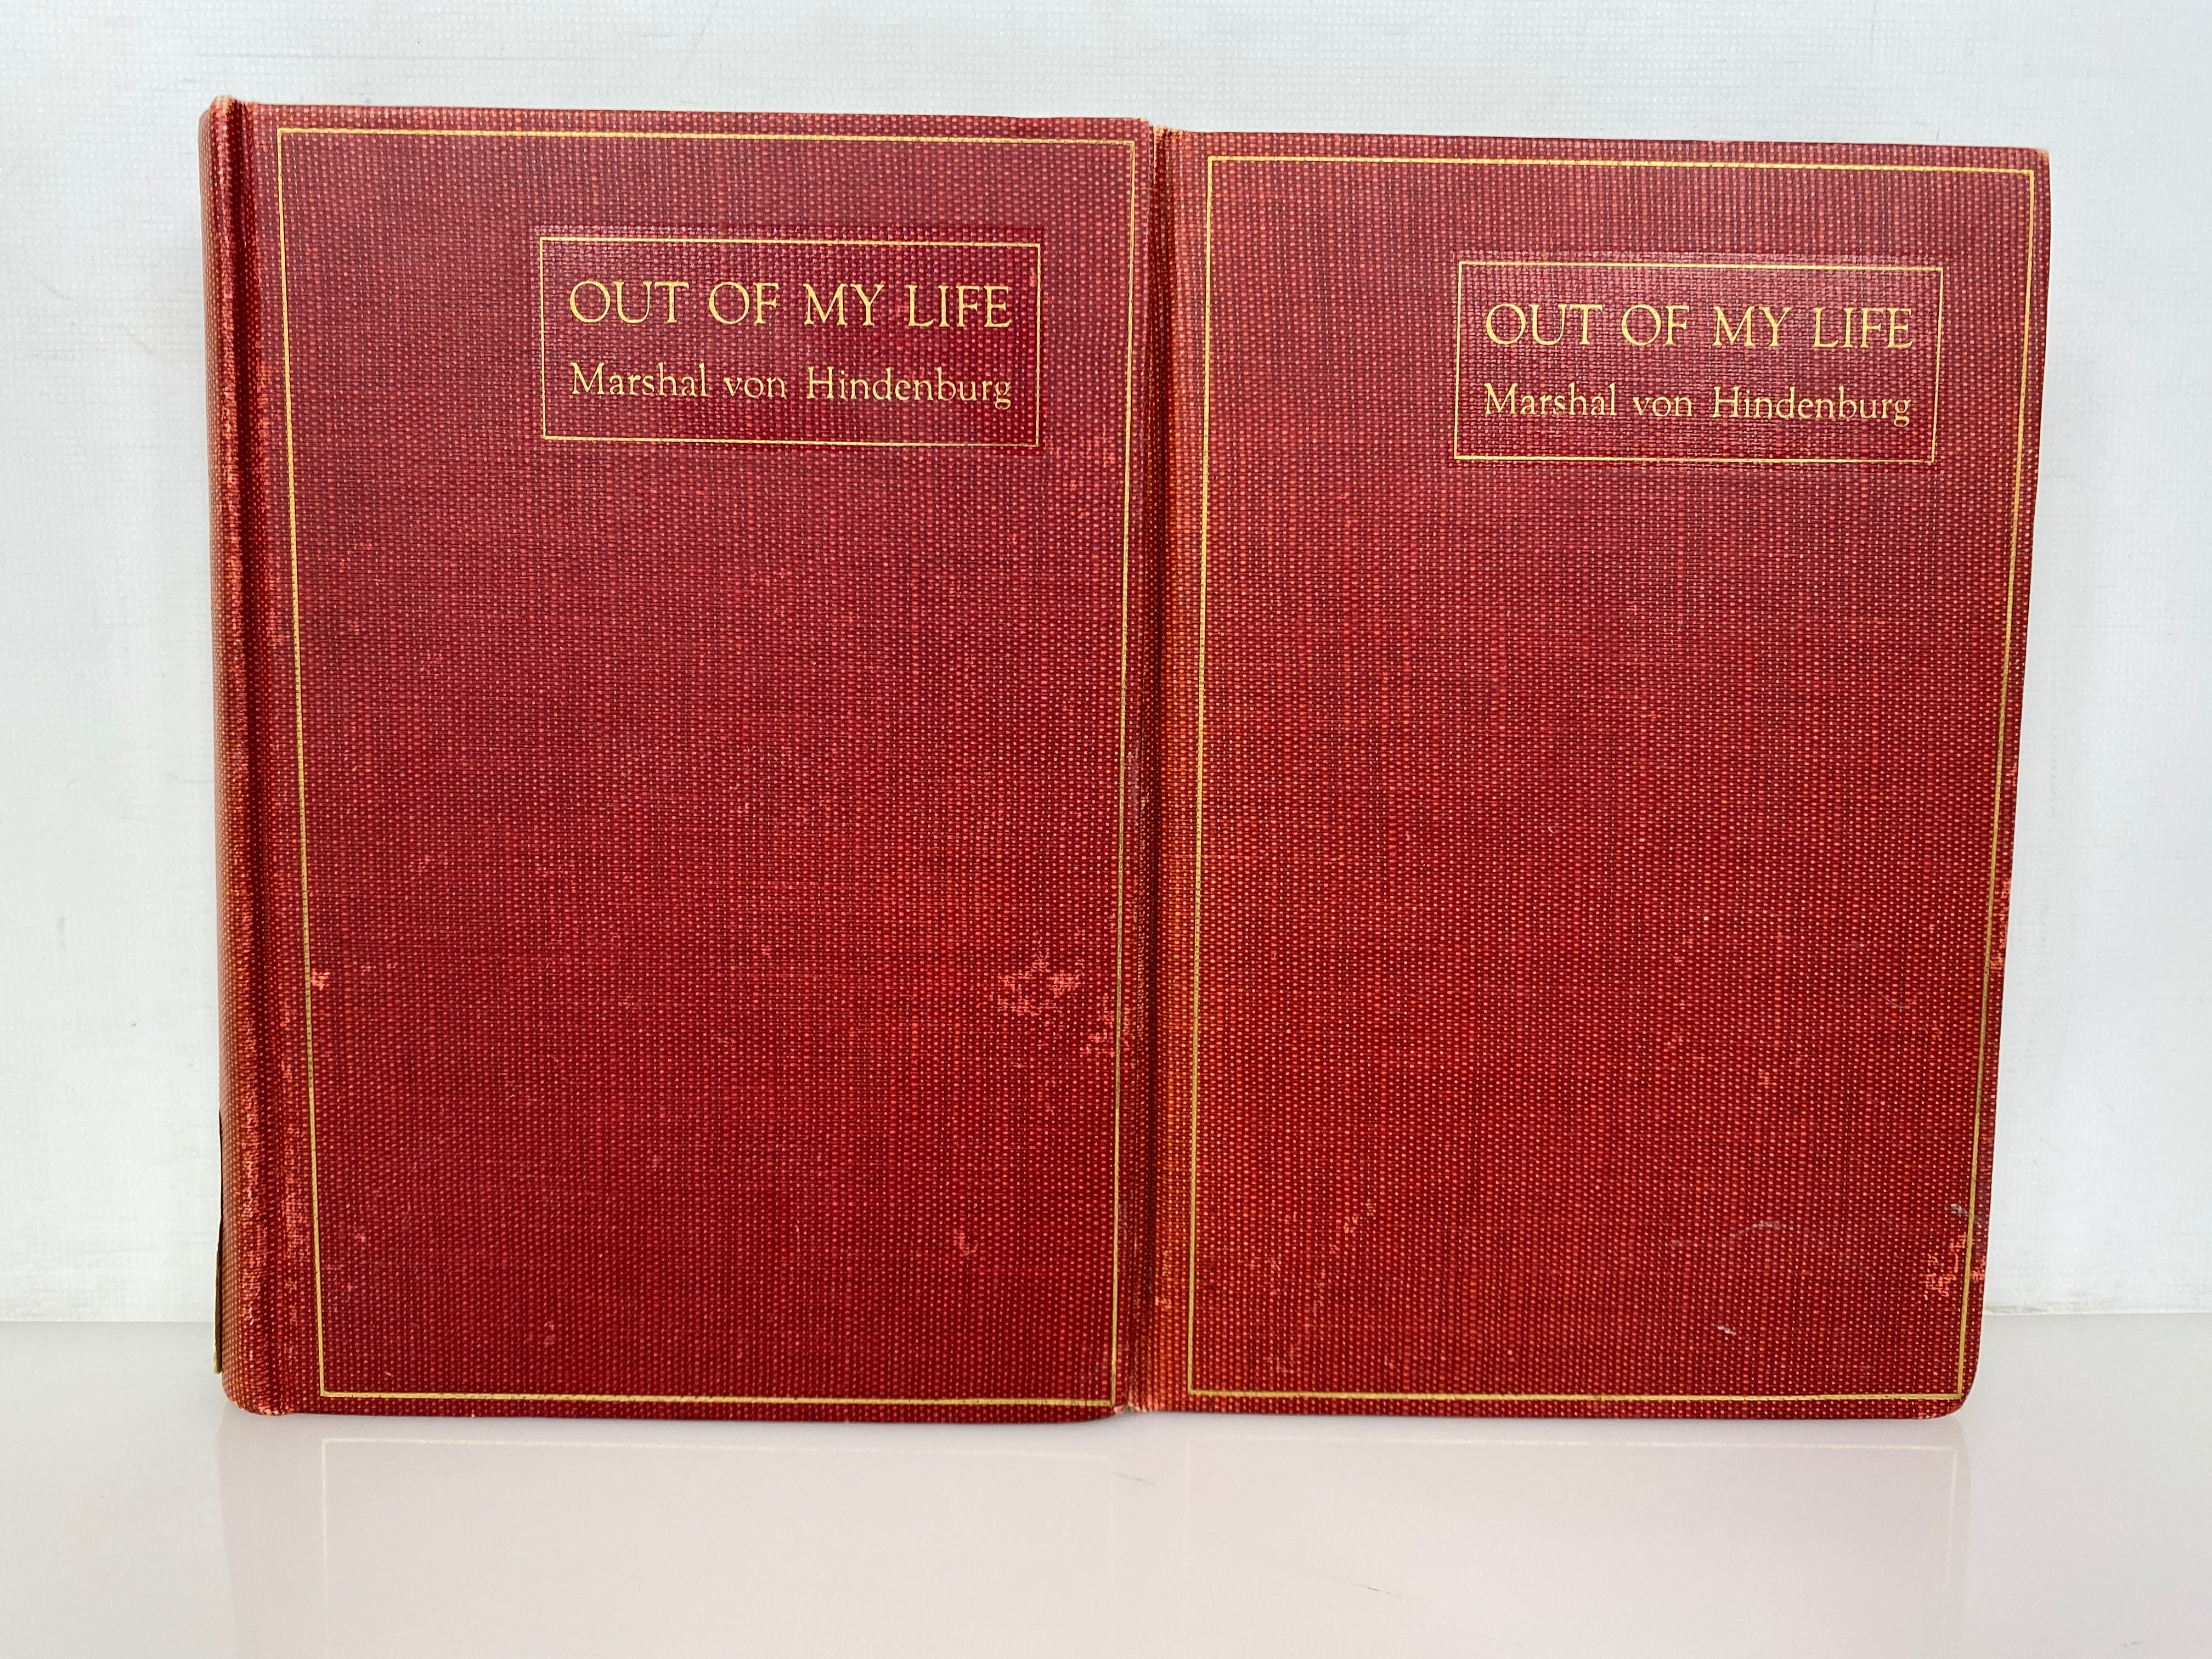 OUT OF MY LIFE
Marshal von Hindenburg
OUT OF MY LIFE
Marshal von Hindenburg